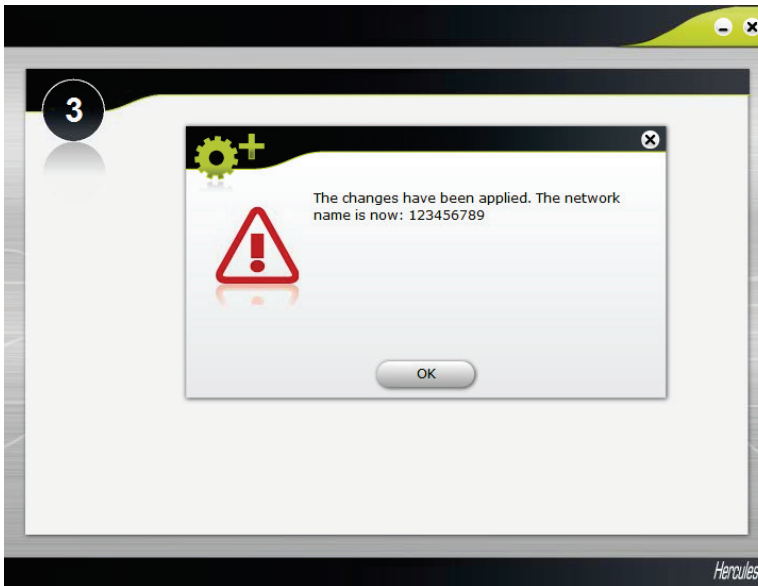 3
The changes have been applied. The network
name is now: 123456789
OK
Hercules